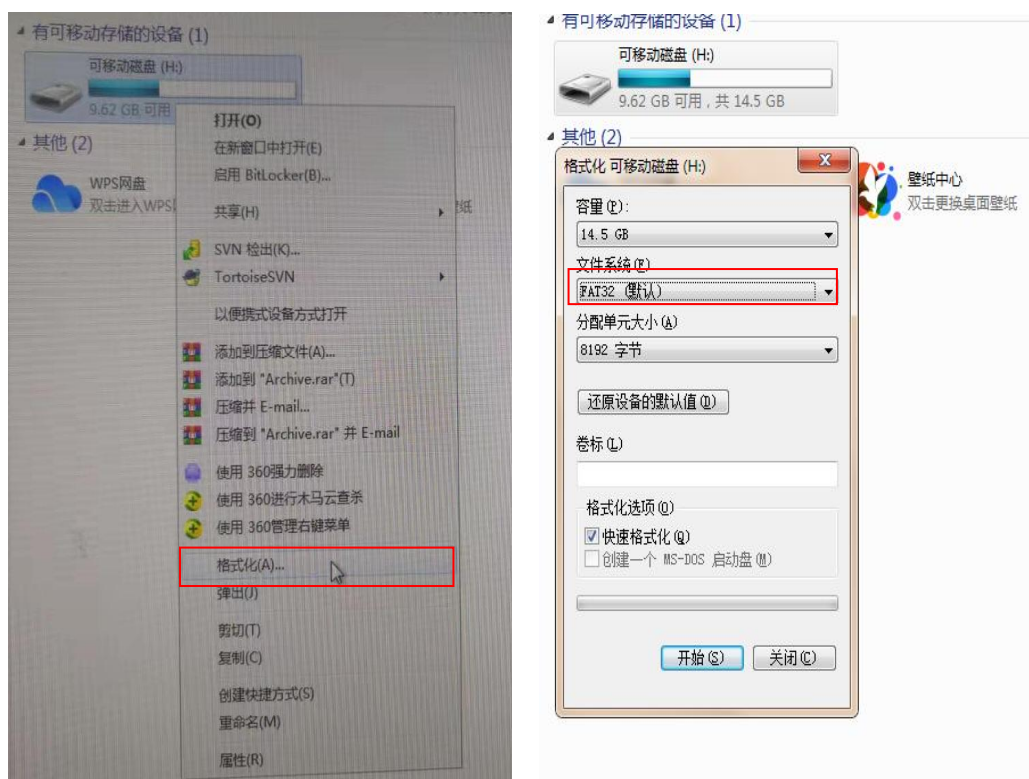 有可移动存储的设备 (1)
可移动磁盘 (H:)
9.62 GB 可用
其他 (2)
WPS网盘
双击进入WPS
打开(O)
在新窗口中打开(E)
启用 BitLocker(B)...
共享(H)
SVN 检出(K)...
TortoiseSVN
以便携式设备方式打开
添加到压缩文件(A)...
添加到 "Archive.rar"(T)
压缩并 E-mail...
压缩到 "Archive.rar" 并 E-mail
使用 360强力删除
使用 360进行木马云查杀
使用 360管理右键菜单
格式化(A)...
弹出(J)
剪切(T)
复制(C)
创建快捷方式(S)
重命名(M)
属性(R)
有可移动存储的设备 (1)
可移动磁盘 (H:)
9.62 GB 可用 , 共 14.5 GB
其他 (2)
格式化 可移动磁盘 (H:)
容量(P):
14.5 GB
文件系统(F)
FAT32 (默认)
分配单元大小(A)
8192 字节
还原设备的默认值(D)
卷标(L)
格式化选项(O)
快速格式化(Q)
创建一个 MS-DOS 启动盘(M)
开始(S)
关闭(C)
壁纸中心
双击更换桌面壁纸